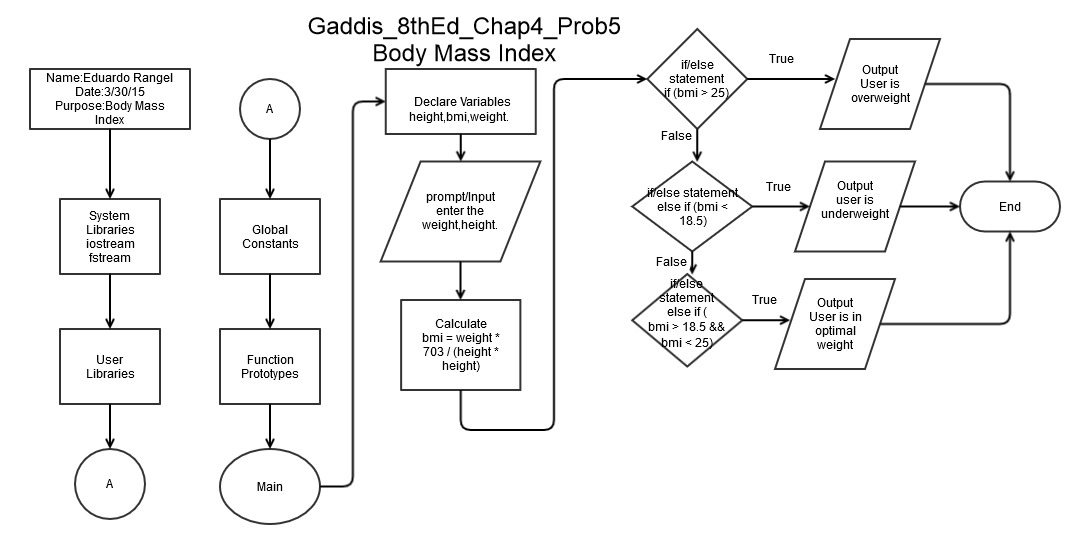 Gaddis_8thEd_Chap4_Prob5
Body Mass Index
Name:Eduardo Rangel
Date:3/30/15
Purpose:Body Mass
Index
System
Libraries
iostream
fstream
User
Libraries
A
A
Global
Constants
Function
Prototypes
Main
Declare Variables
height,bmi,weight.
prompt/Input
enter the
weight,height.
Calculate
bmi = weight *
703 / (height *
height)
if/else
statement
if (bmi > 25)
True
Output
User is
overweight
False
if/else statement
else if (bmi <
18.5)
True
Output
user is
underweight
End
False
if/else
statement
else if (
bmi > 18.5 &&
bmi < 25)
True
Output
User is in
optimal
weight